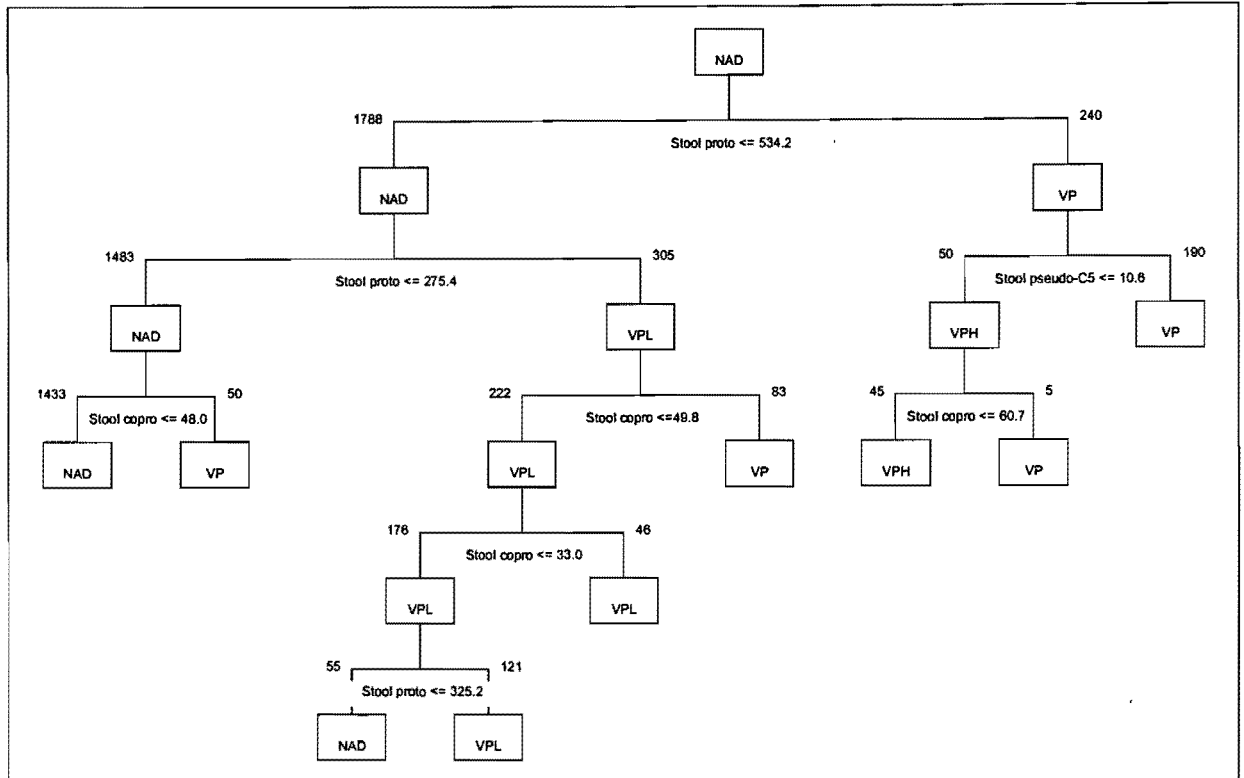 NAD
1788 240
Stool proto <= 534.2
NAD VP
1483 305 50 190
Stool proto <= 275.4 Stool pseudo-C5 <= 10.6
NAD VPL VPH VP
1433 50 222 83 45 5
Stool copro <= 48.0 Stool copro <=49.8 Stool copro <= 60.7
NAD VP VPL VP VPH VP
176 46
Stool copro <= 33.0
VPL VPL
55 121
Stool proto <= 325.2
NAD VPL